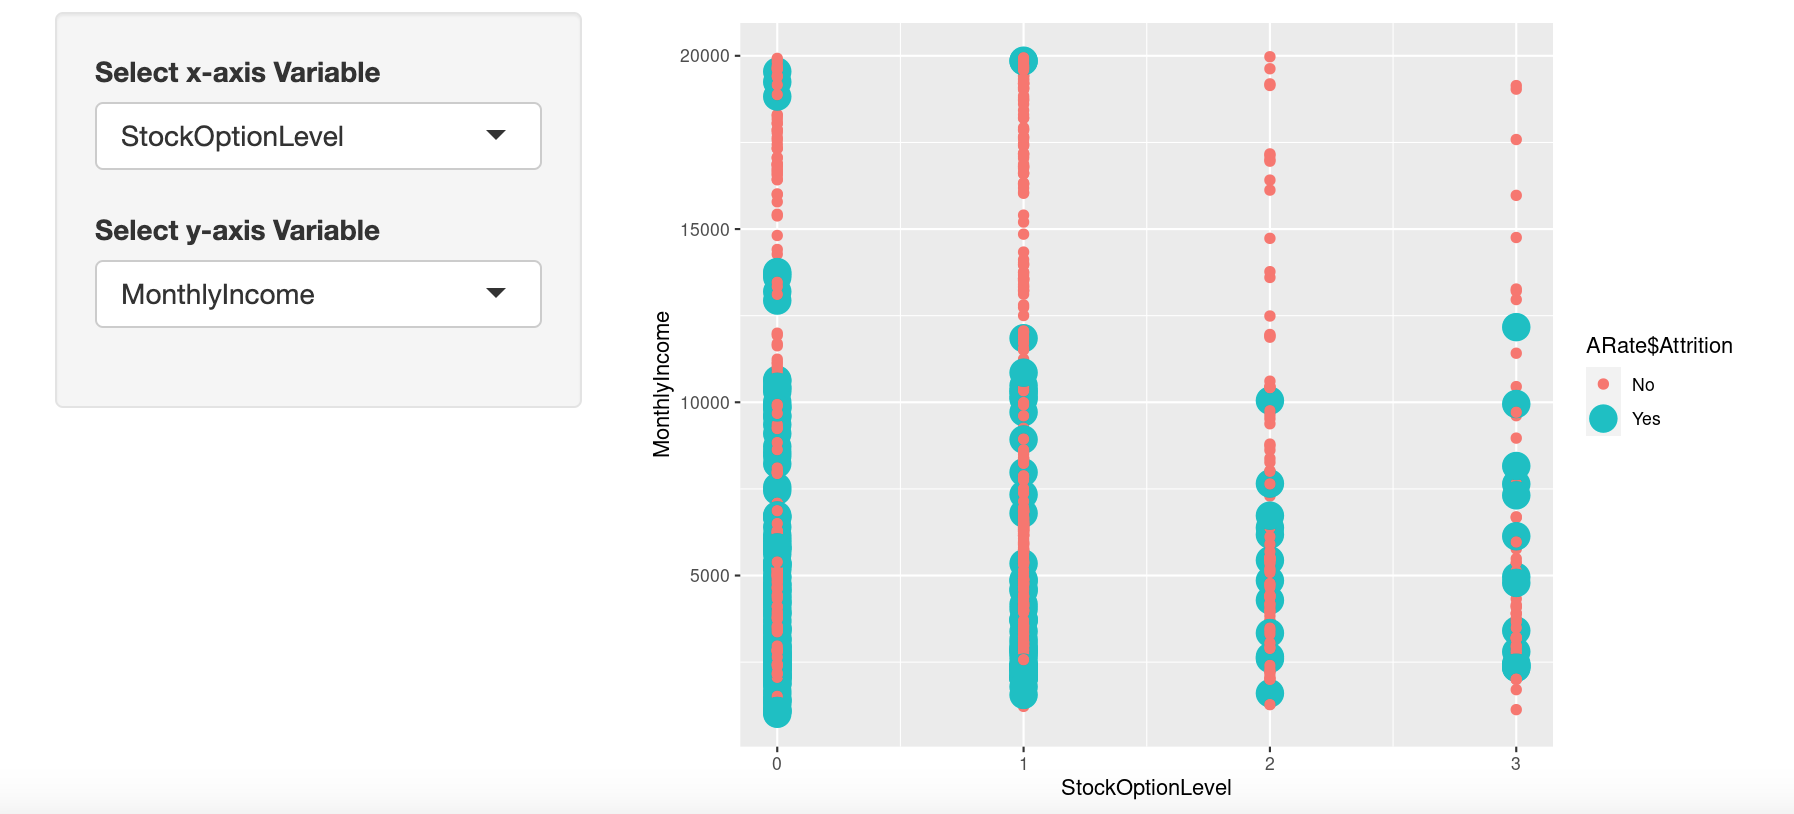 Select x-axis Variable
StockOptionLevel
Select y-axis Variable
MonthlyIncome
MonthlyIncome
20000
15000
10000
5000
0
1
2
3
StockOptionLevel
ARate$Attrition
No
Yes